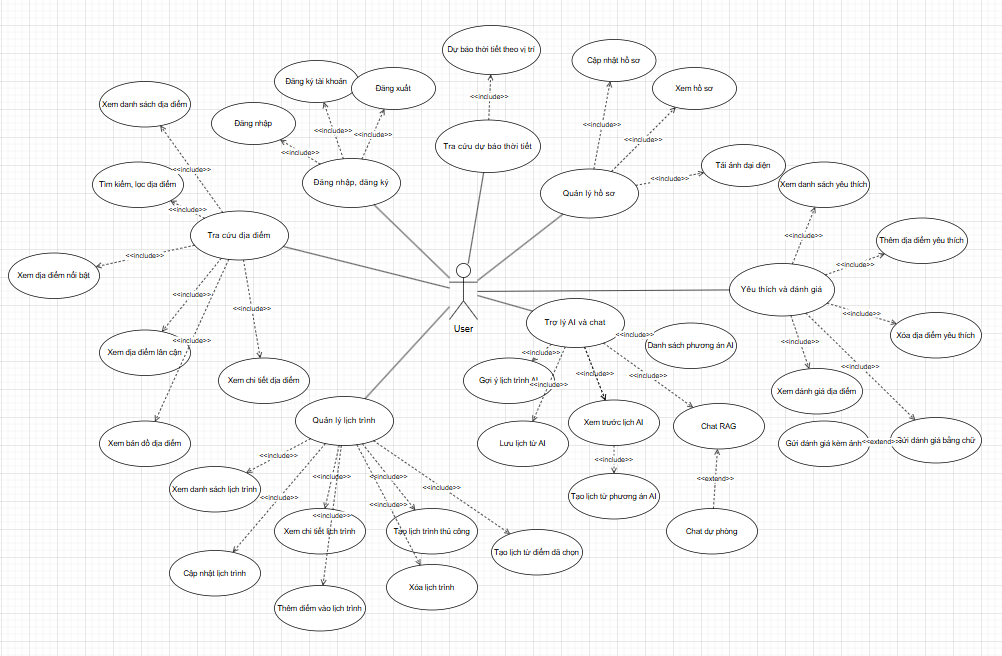 Dự báo thời tiết theo vị trí
Cập nhật hồ sơ
Đăng ký tài khoản
Đăng xuất
Xem hồ sơ
<<include>>
Xem danh sách địa điểm
Đăng nhập
<<include>>
<<include>>
<<include>>
<<include>>
Tra cứu dự báo thời tiết
<<include>>
<<include>>
Tải ảnh đại diện
<<include>>
<<include>>
Tìm kiếm, lọc địa điểm
Đăng nhập, đăng ký
Quản lý hồ sơ
Xem danh sách yêu thích
<<include>>
Tra cứu địa điểm
<<include>>
Thêm địa điểm yêu thích
<<include>>
<<include>>
Xem địa điểm nổi bật
Yêu thích và đánh giá
<<include>>
<<include>>
<<include>>
User
Trợ lý AI và chat
Xóa địa điểm yêu thích
<<include>>
<<include>>
Danh sách phương án AI
Xem địa điểm lân cận
<<include>>
<<include>>
Xem chi tiết địa điểm
Gợi ý lịch trình AI
<<include>>
<<include>>
<<include>>
Xem đánh giá địa điểm
Quản lý lịch trình
Xem trước lịch AI
Chat RAG
Xem bản đồ địa điểm
Lưu lịch từ AI
Gửi đánh giá kèm ảnh
<<extend>>
Gửi đánh giá bằng chữ
<<include>>
<<include>>
<<include>>
<<include>>
<<extend>>
Xem danh sách lịch trình
<<include>>
<<include>>
Tạo lịch từ phương án AI
<<include>>
<<include>>
Xem chi tiết lịch trình
Tạo lịch trình thủ công
Chat dự phòng
Tạo lịch từ điểm đã chọn
Cập nhật lịch trình
Xóa lịch trình
Thêm điểm vào lịch trình